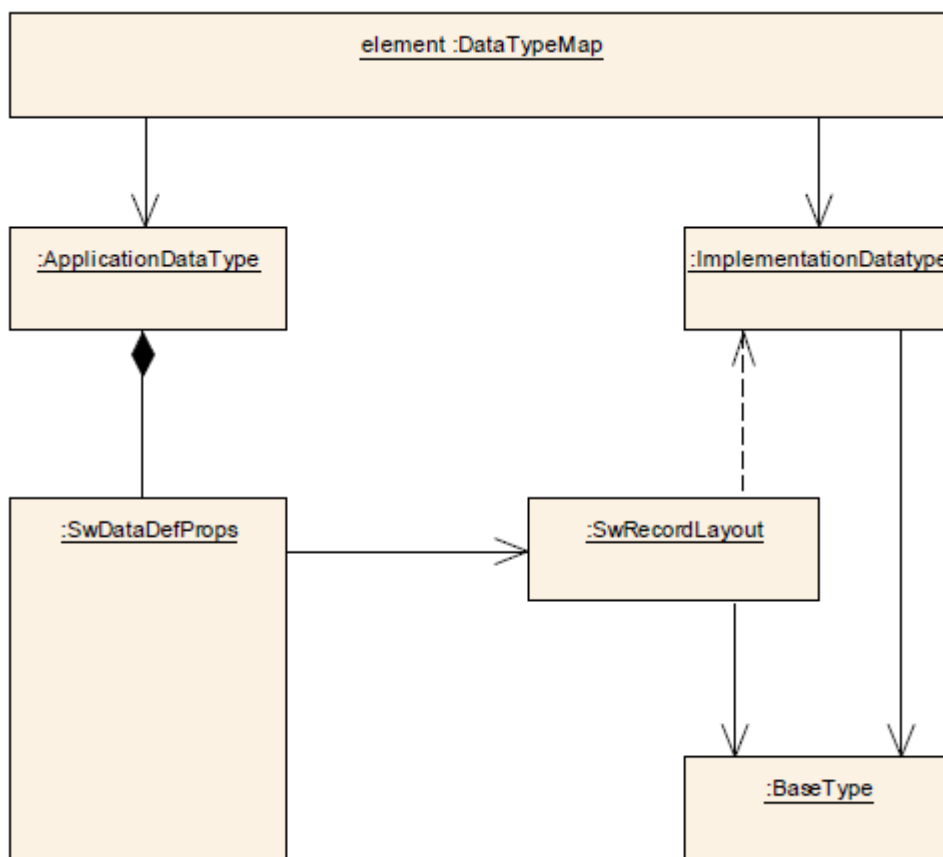 element :DataTypeMap
:ApplicationDataType
:ImplementationDatatype
:SwDataDefProps
:SwRecordLayout
:BaseType